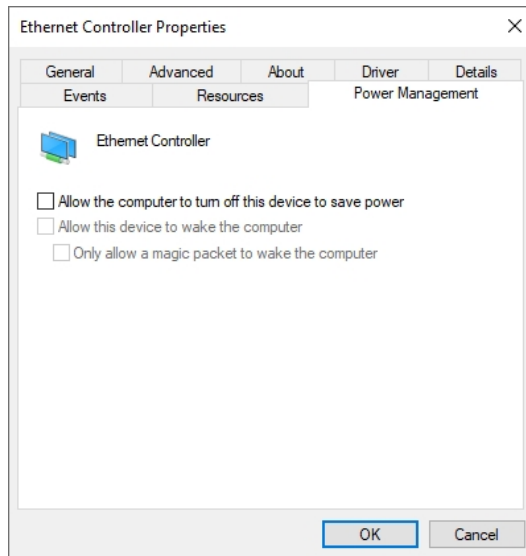 Ethernet Controller Properties
General Advanced About Driver Details
Events Resources Power Management
Ethernet Controller
Allow the computer to turn off this device to save power
Allow this device to wake the computer
Only allow a magic packet to wake the computer
OK Cancel